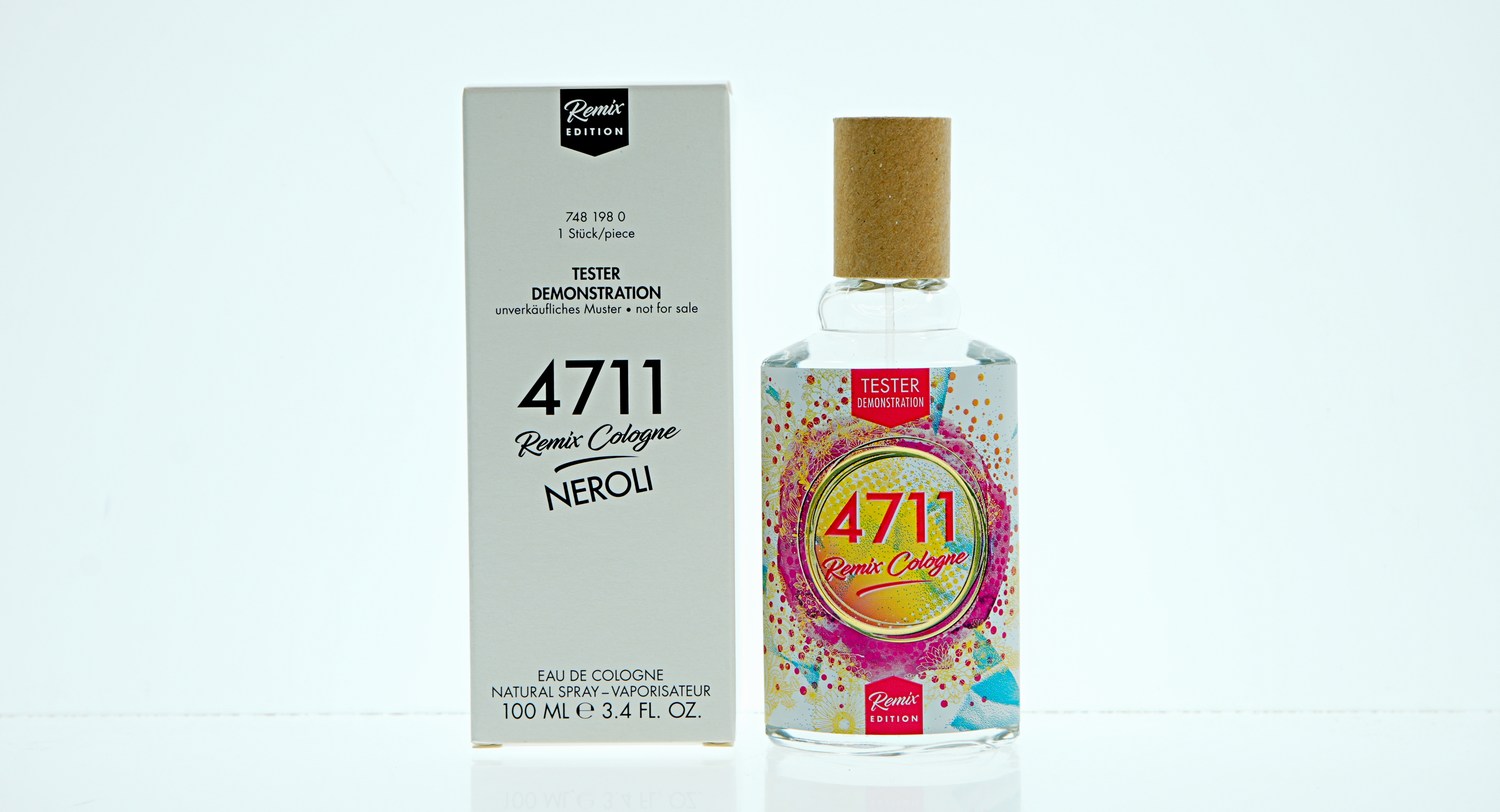 Remix
EDITION
748 198 0
1 Stück/piece
TESTER
DEMONSTRATION
unverkäufliches Muster • not for sale
4711
Remix Cologne
NEROLI
EAU DE COLOGNE
NATURAL SPRAY – VAPORISATEUR
100 ML ℮ 3.4 FL. OZ.
TESTER
DEMONSTRATION
4711
Remix Cologne
Remix
EDITION